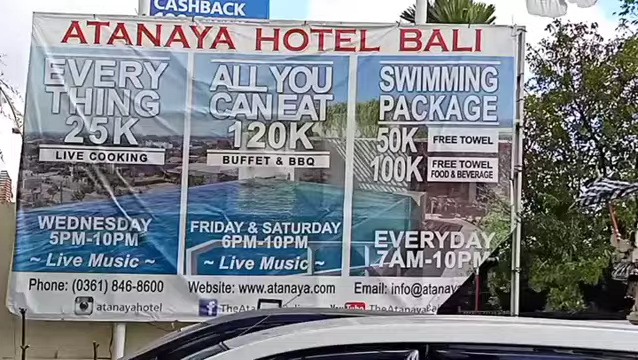 CASHBACK
ATANAYA HOTEL BALI
EVERY
THING
25K
LIVE COOKING
WEDNESDAY
5PM-10PM
~ Live Music ~
ALL YOU
CAN EAT
120K
BUFFET & BBQ
FRIDAY & SATURDAY
6PM-10PM
~ Live Music ~
SWIMMING
PACKAGE
50K FREE TOWEL
100K FREE TOWEL
FOOD & BEVERAGE
EVERYDAY
7AM-10PM
Phone: (0361) 846-8600 Website: www.atanaya.com Email: info@atanaya
atanayahotel